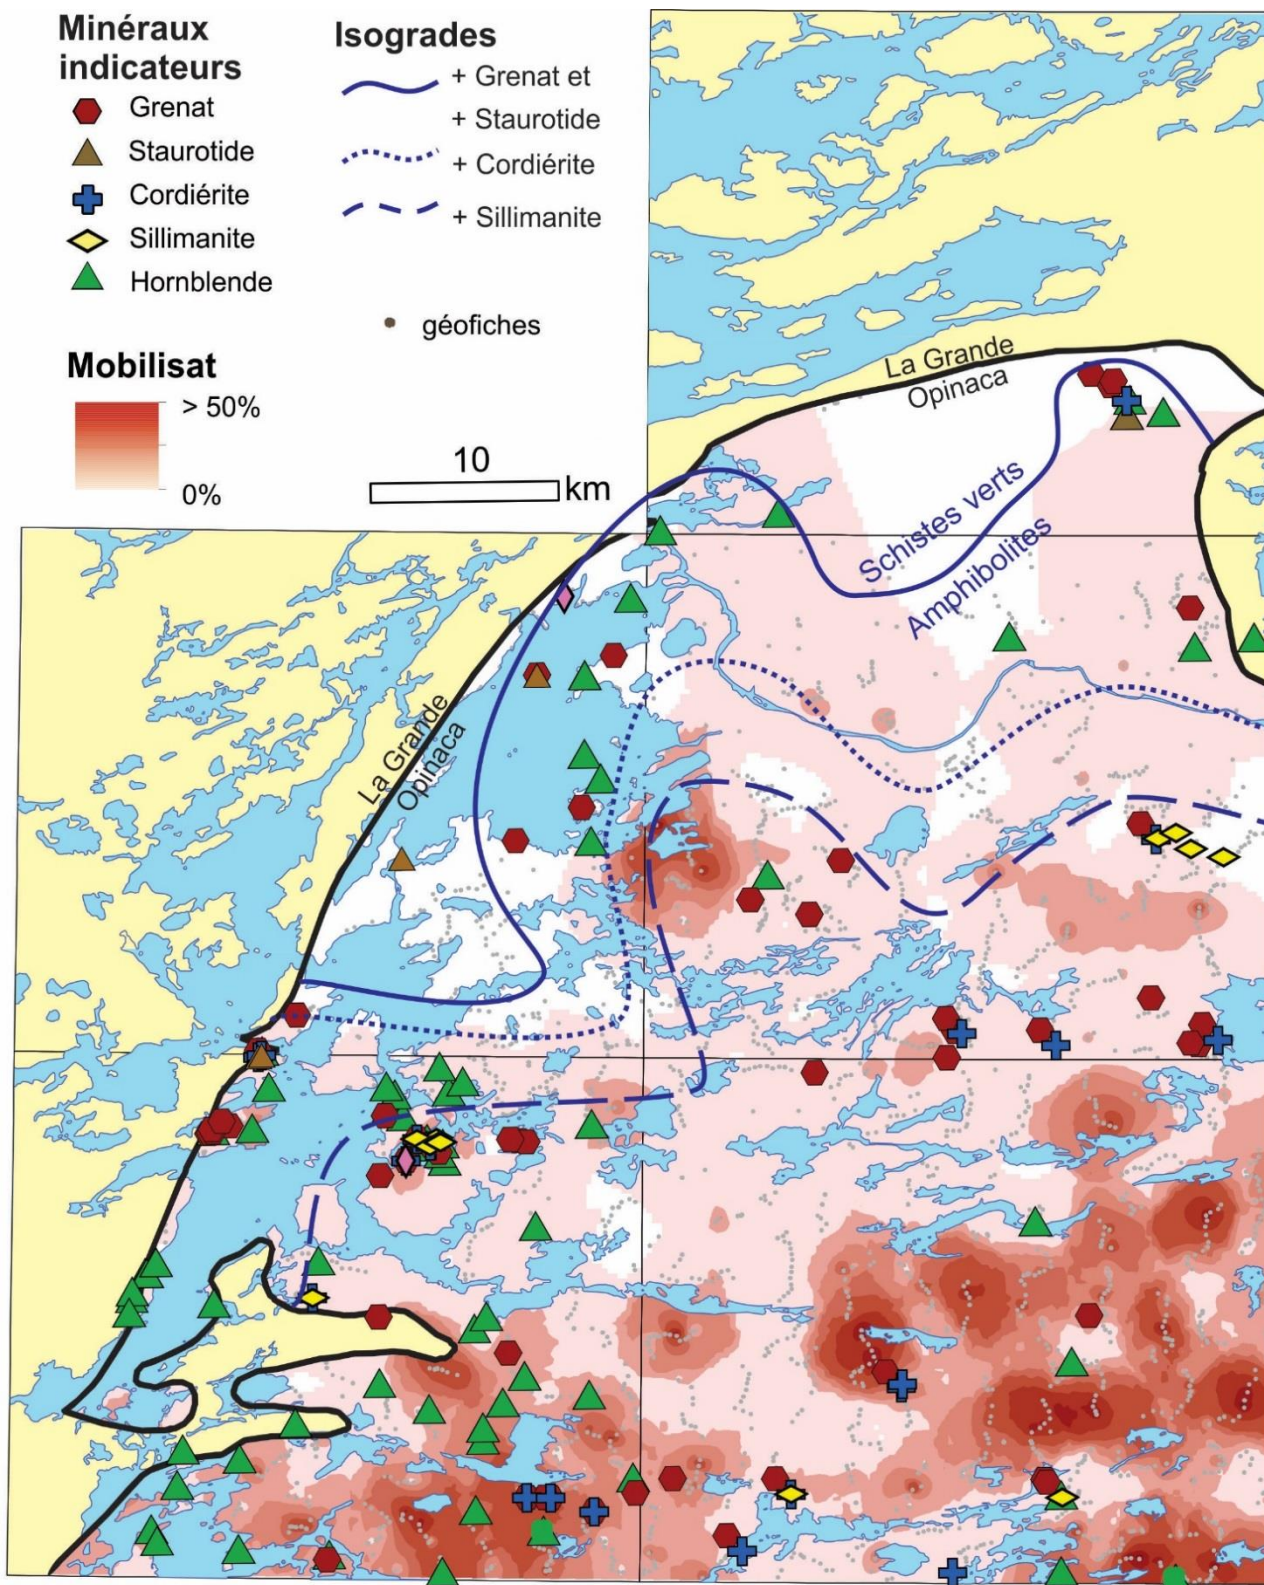 Minéraux
indicateurs
Grenat
Staurotide
Cordiérite
Sillimanite
Hornblende
Isogrades
+ Grenat et
+ Staurotide
+ Cordiérite
+ Sillimanite
géofiches
Mobilisat
> 50%
0%
10
km
La Grande
Opinaca
Schistes verts
Amphibolites
La Grande
Opinaca